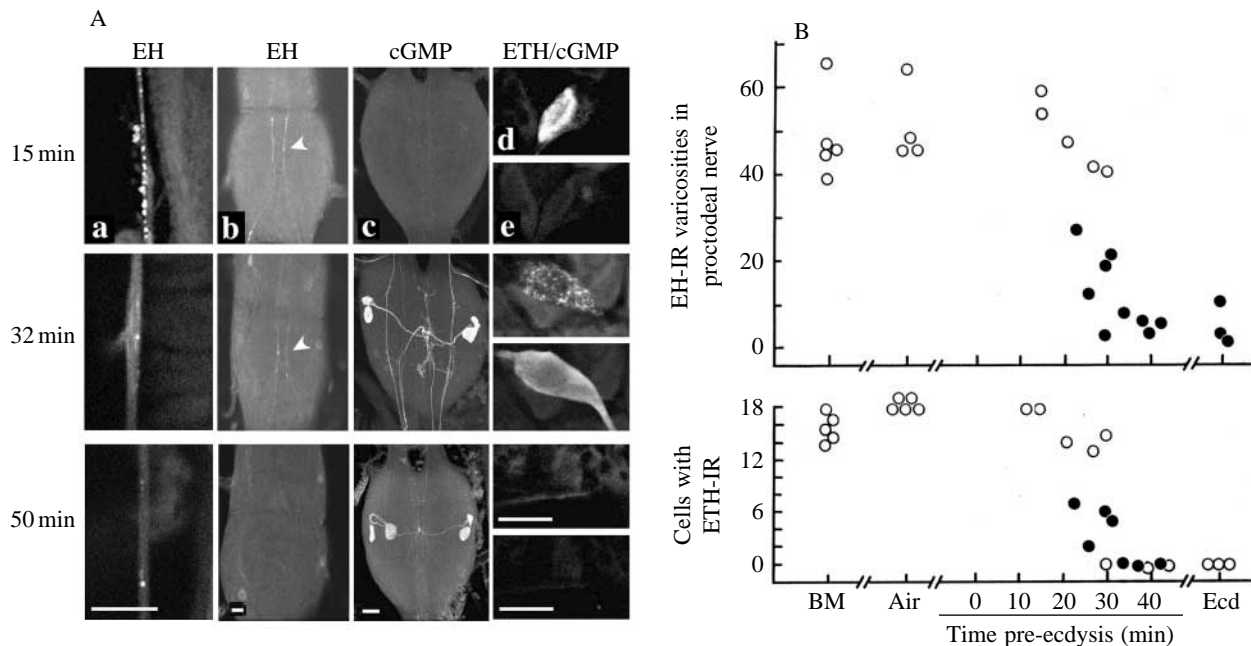 A
EH EH cGMP ETH/cGMP
15 min
a b c d
e
32 min
50 min
B
EH-IR varicosities in
proctodeal nerve
60
40
20
0
Cells with
ETH-IR
18
12
6
0
BM Air 0 10 20 30 40 Ecd
Time pre-ecdysis (min)